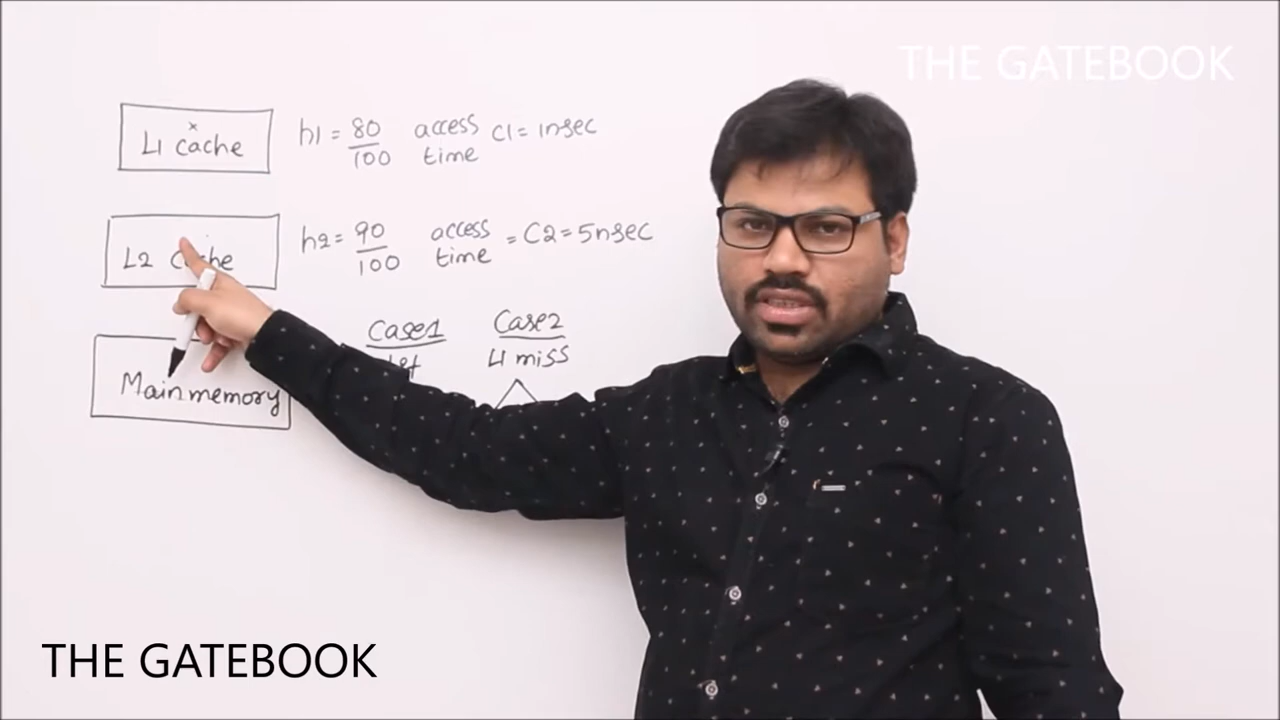 THE GATEBOOK
x
L1 cache
h1 = 80/100 access time C1 = 1nsec
L2 cache
h2 = 90/100 access time = C2 = 5nsec
Case1 Case2
L1 miss
Main memory
THE GATEBOOK